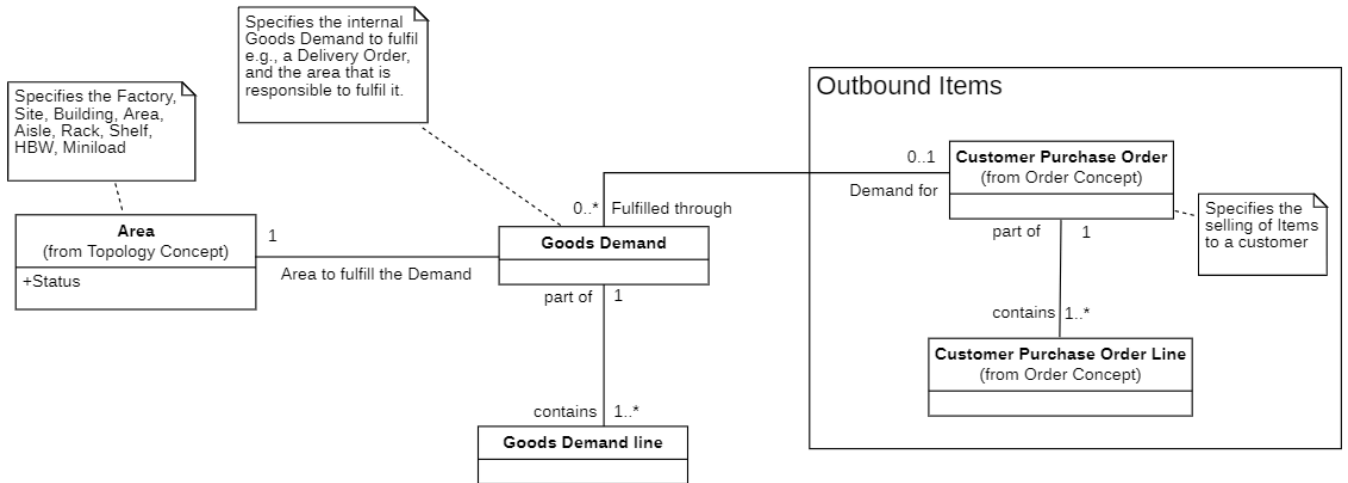 Specifies the internal
Goods Demand to fulfil
e.g., a Delivery Order,
and the area that is
responsible to fulfil it.
Outbound Items
Specifies the Factory,
Site, Building, Area,
Aisle, Rack, Shelf,
HBW, Miniload
0..1
Customer Purchase Order
(from Order Concept)
Demand for
0..*
Fulfilled through
Specifies the
selling of Items
to a customer
Area
(from Topology Concept)
+Status
1
Area to fulfill the Demand
Goods Demand
part of
1
part of
1
contains
1..*
Customer Purchase Order Line
(from Order Concept)
contains
1..*
Goods Demand line